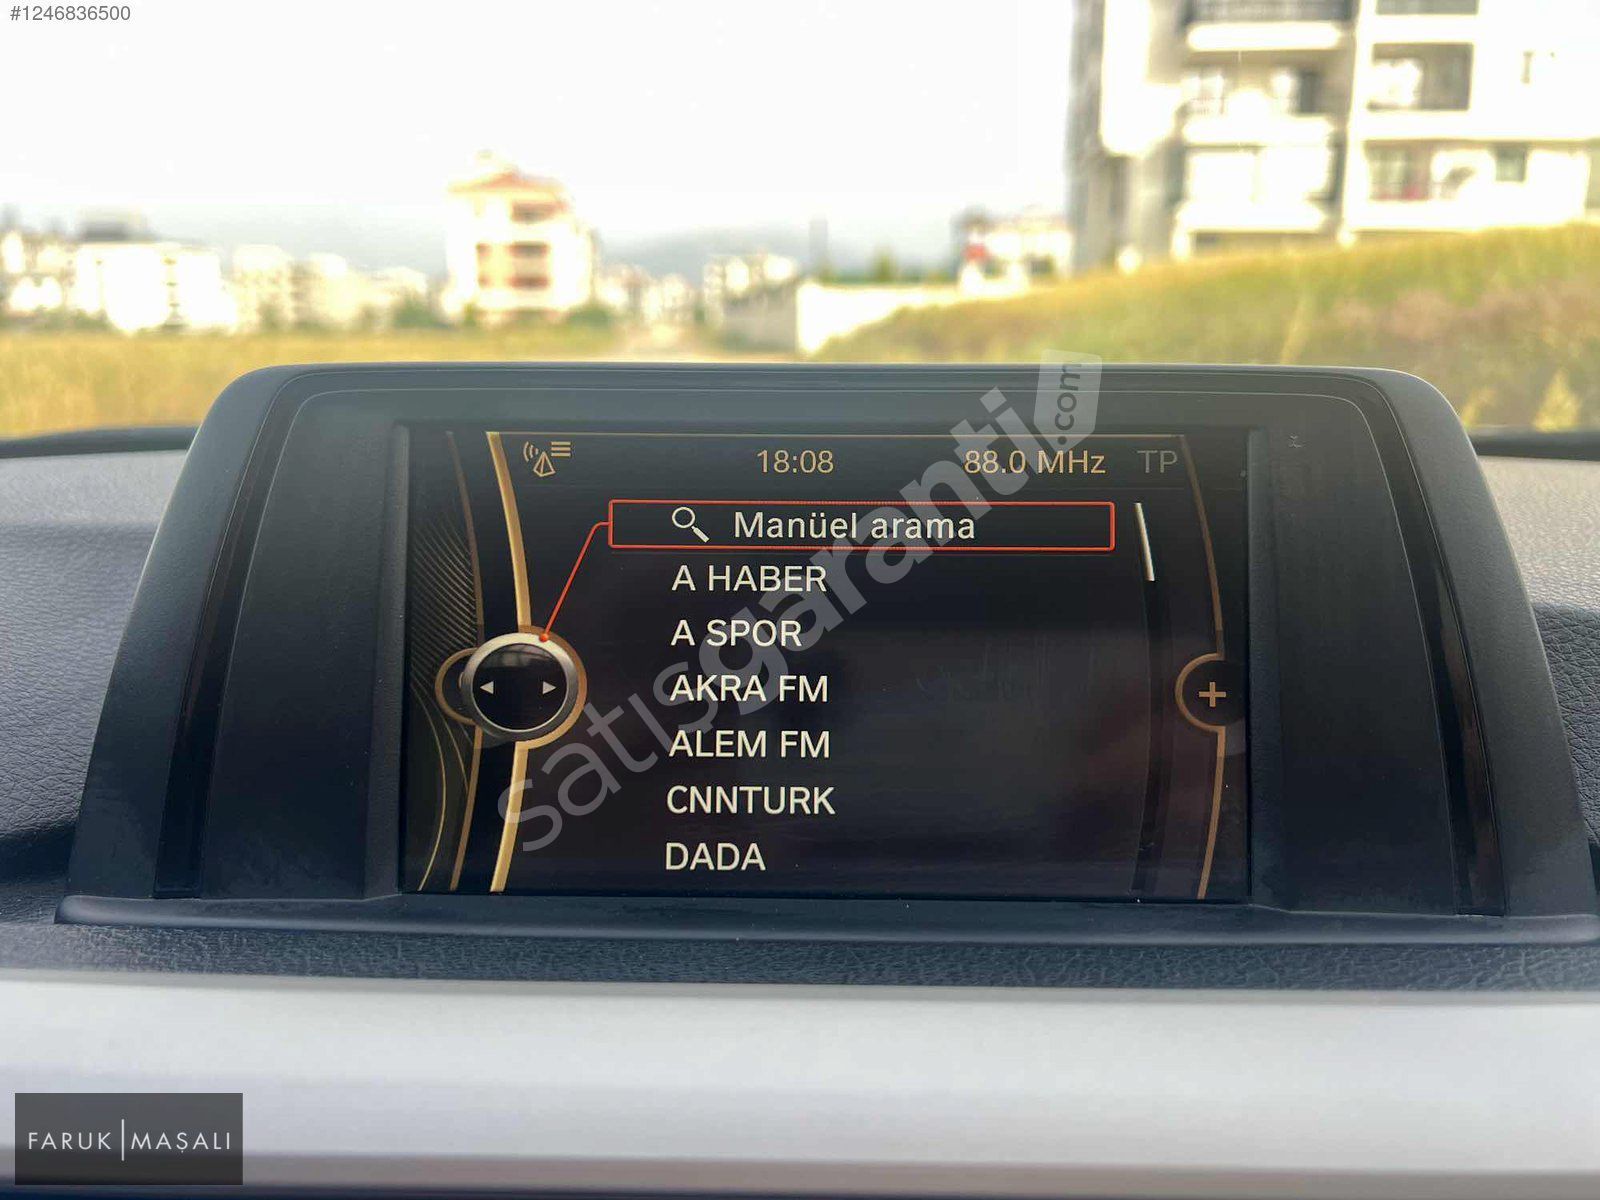 #1246836500
18:08 88.0 MHz TP
Manüel arama
A HABER
A SPOR
AKRA FM
ALEM FM
CNNTURK
DADA
satısgaranti.com
FARUK | MAŞALI